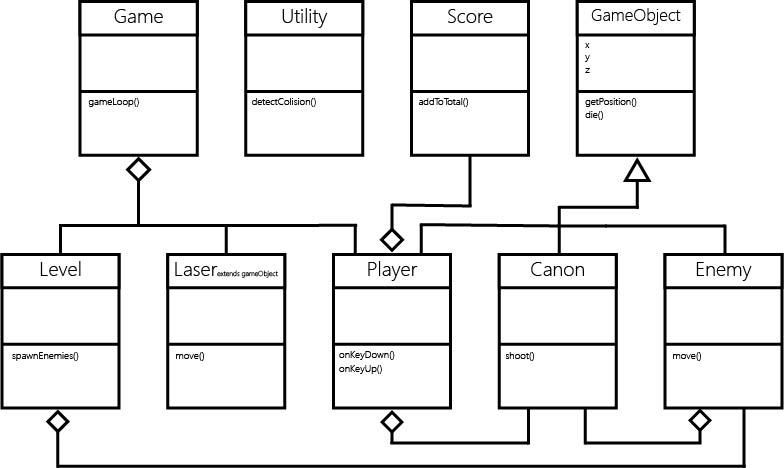 Game
gameLoop()
Utility
detectColision()
Score
addToTotal()
GameObject
x
y
z
getPosition()
die()
Level
spawnEnemies()
Laser extends gameObject
move()
Player
onKeyDown()
onKeyUp()
Canon
shoot()
Enemy
move()